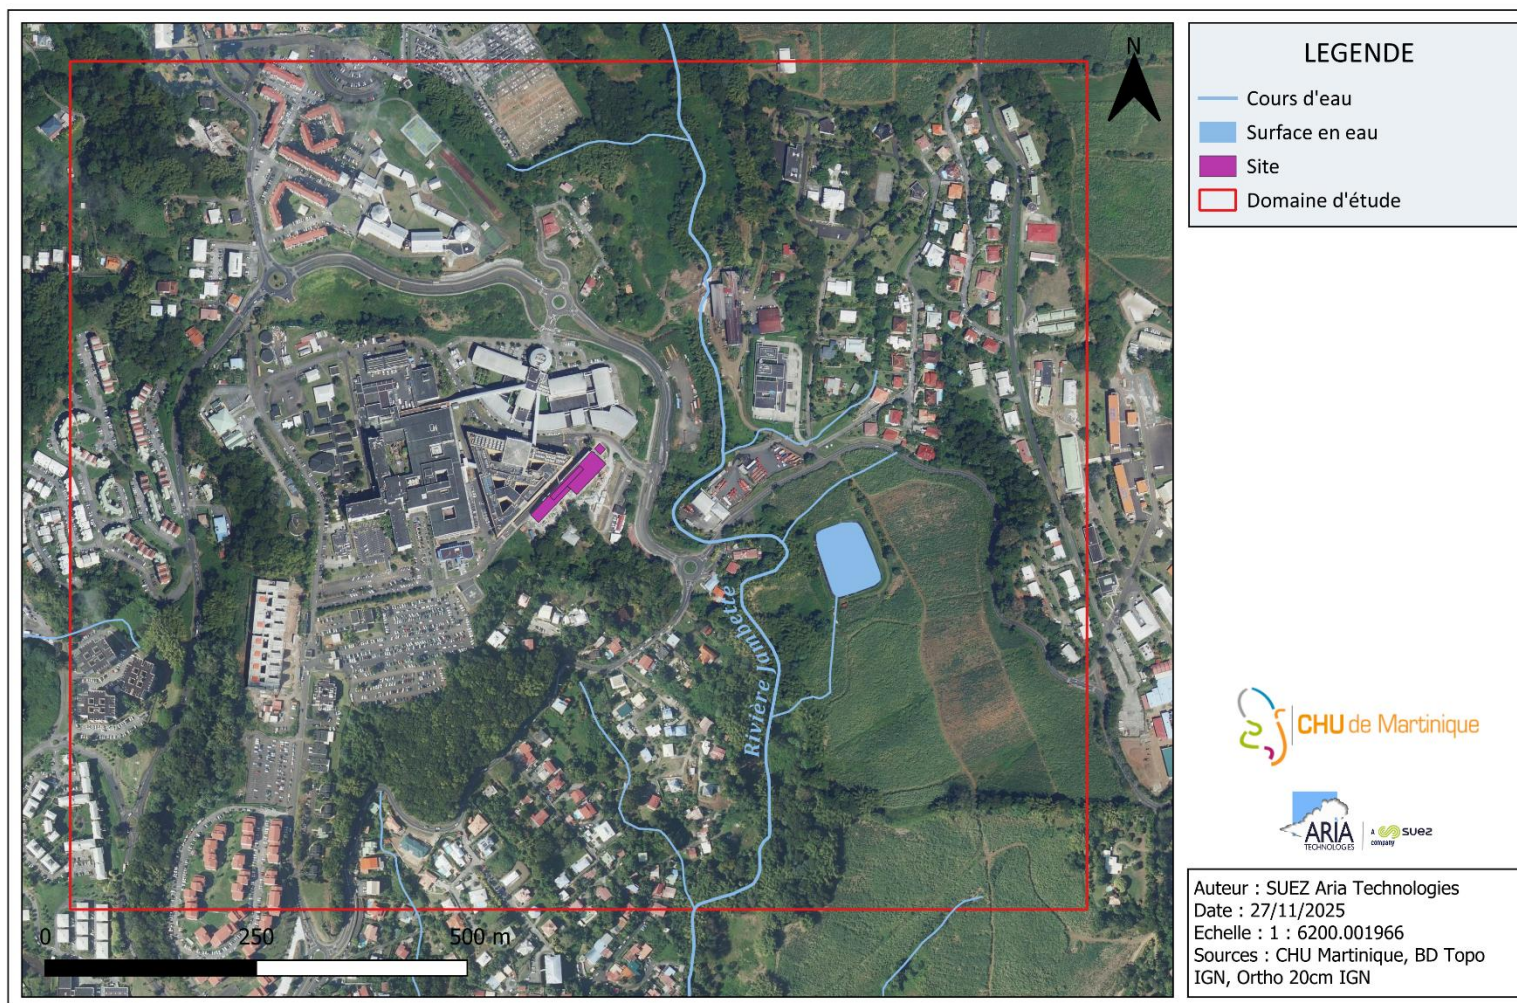 N
LEGENDE
Cours d'eau
Surface en eau
Site
Domaine d'étude
Rivière Jambette
CHU de Martinique
ARIA
TECHNOLOGIES
A suez
company
0 250 500 m
Auteur : SUEZ Aria Technologies
Date : 27/11/2025
Echelle : 1 : 6200.001966
Sources : CHU Martinique, BD Topo
IGN, Ortho 20cm IGN